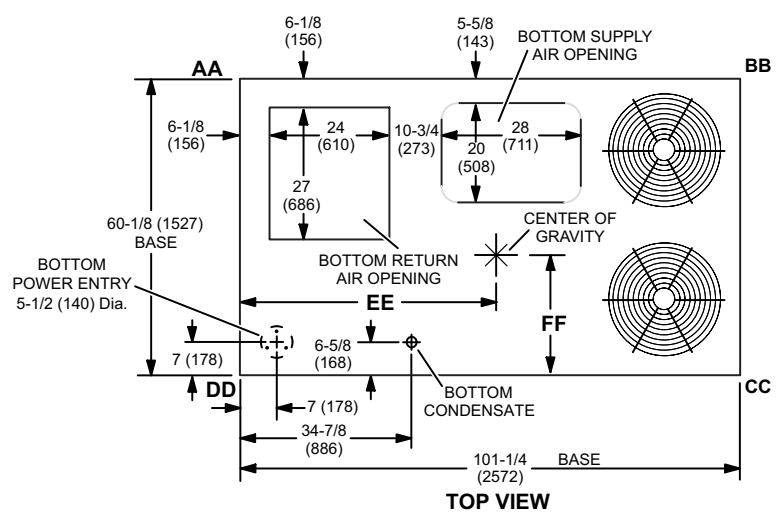 6-1/8
(156)
5-5/8
(143)
BOTTOM SUPPLY
AIR OPENING
AA
BB
6-1/8
(156)
24
(610)
10-3/4
(273)
28
(711)
20
(508)
27
(686)
60-1/8 (1527)
BASE
CENTER OF
GRAVITY
BOTTOM RETURN
AIR OPENING
BOTTOM
POWER ENTRY
5-1/2 (140) Dia.
EE
FF
7 (178)
6-5/8
(168)
DD
CC
7 (178)
BOTTOM
CONDENSATE
34-7/8
(886)
101-1/4 BASE
(2572)
TOP VIEW